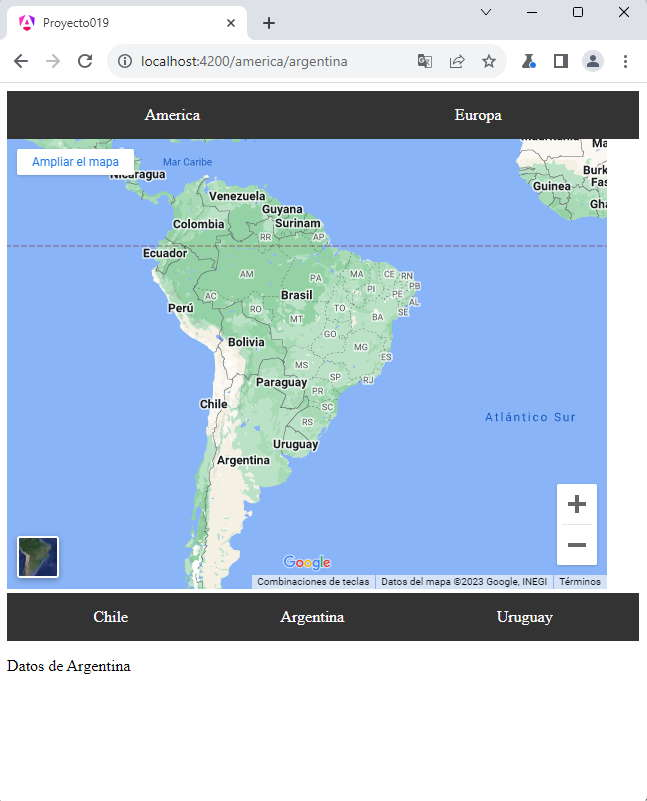 Proyecto019
localhost:4200/america/argentina
America Europa
Ampliar el mapa
Mar Caribe
Nicaragua
Venezuela
Guyana
Surinam
Colombia
RR AP
Ecuador
AM PA MA CE RN
PB
PI
PE
AL
AC RO TO SE
Brasil
Perú
MT BA
GO
Bolivia
MG
ES
MS
SP RJ
Paraguay
PR
SC
Chile
RS
Uruguay
Argentina
Guinea
Burk
Fas
Gha
Ma
Atlántico Sur
Google
Combinaciones de teclas Datos del mapa ©2023 Google, INEGI Términos
Chile Argentina Uruguay
Datos de Argentina